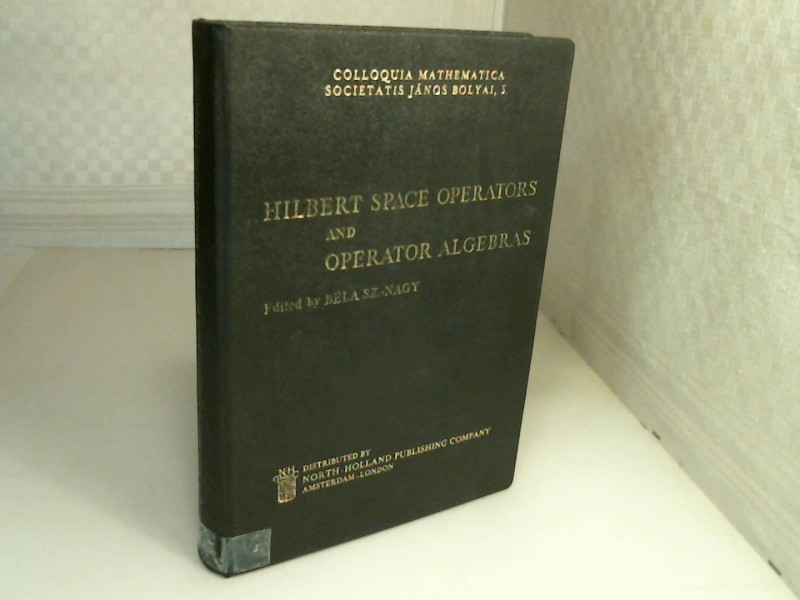 COLLOQUIA MATHEMATICA
SOCIETATIS JÁNOS BOLYAI, 5
HILBERT SPACE OPERATORS
AND
OPERATOR ALGEBRAS
Edited by BÉLA SZ.-NAGY
NH
DISTRIBUTED BY
NORTH-HOLLAND PUBLISHING COMPANY
AMSTERDAM-LONDON